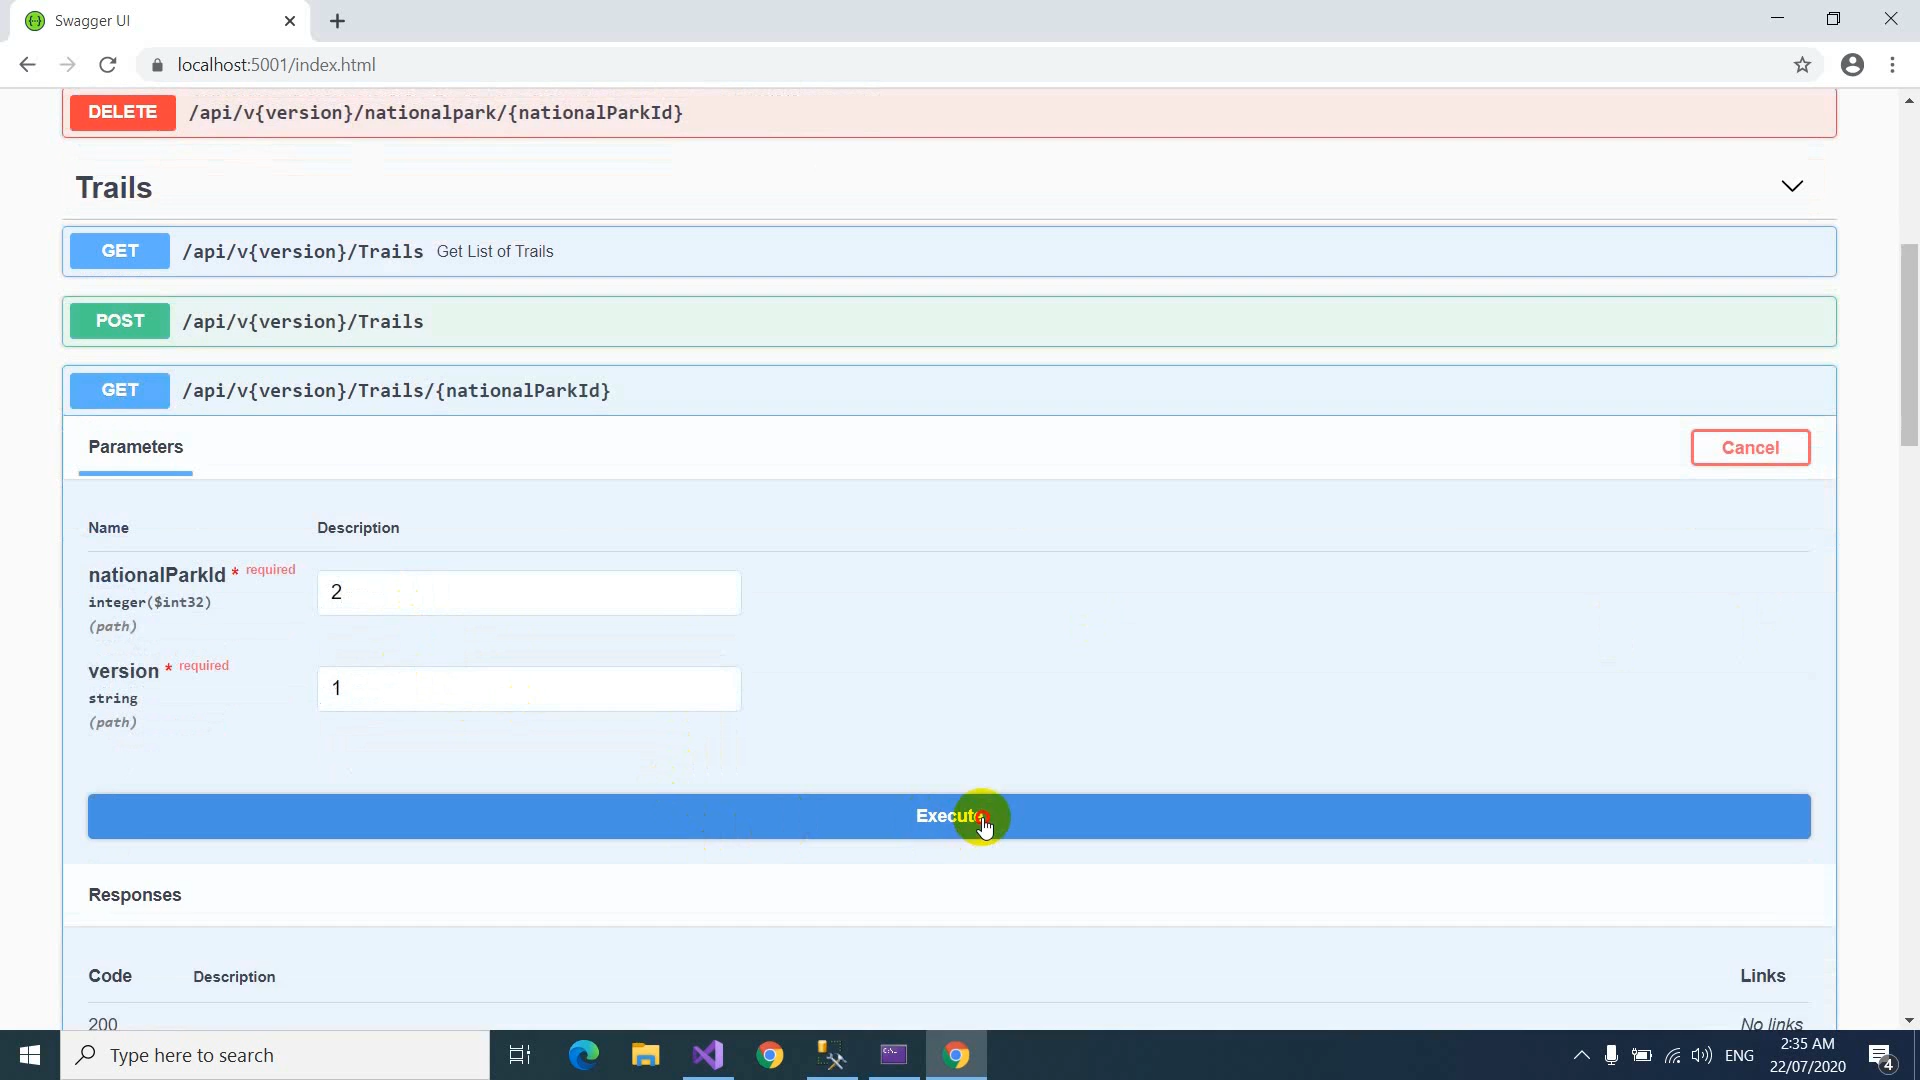 Swagger UI
localhost:5001/index.html
DELETE /api/v{version}/nationalpark/{nationalParkId}
Trails
GET /api/v{version}/Trails Get List of Trails
POST /api/v{version}/Trails
GET /api/v{version}/Trails/{nationalParkId}
Parameters
Cancel
Name Description
nationalParkId * required
integer($int32)
(path)
2
version * required
string
(path)
1
Execute
Responses
Code Description Links
200 No links
Type here to search
ENG
2:35 AM
22/07/2020
4